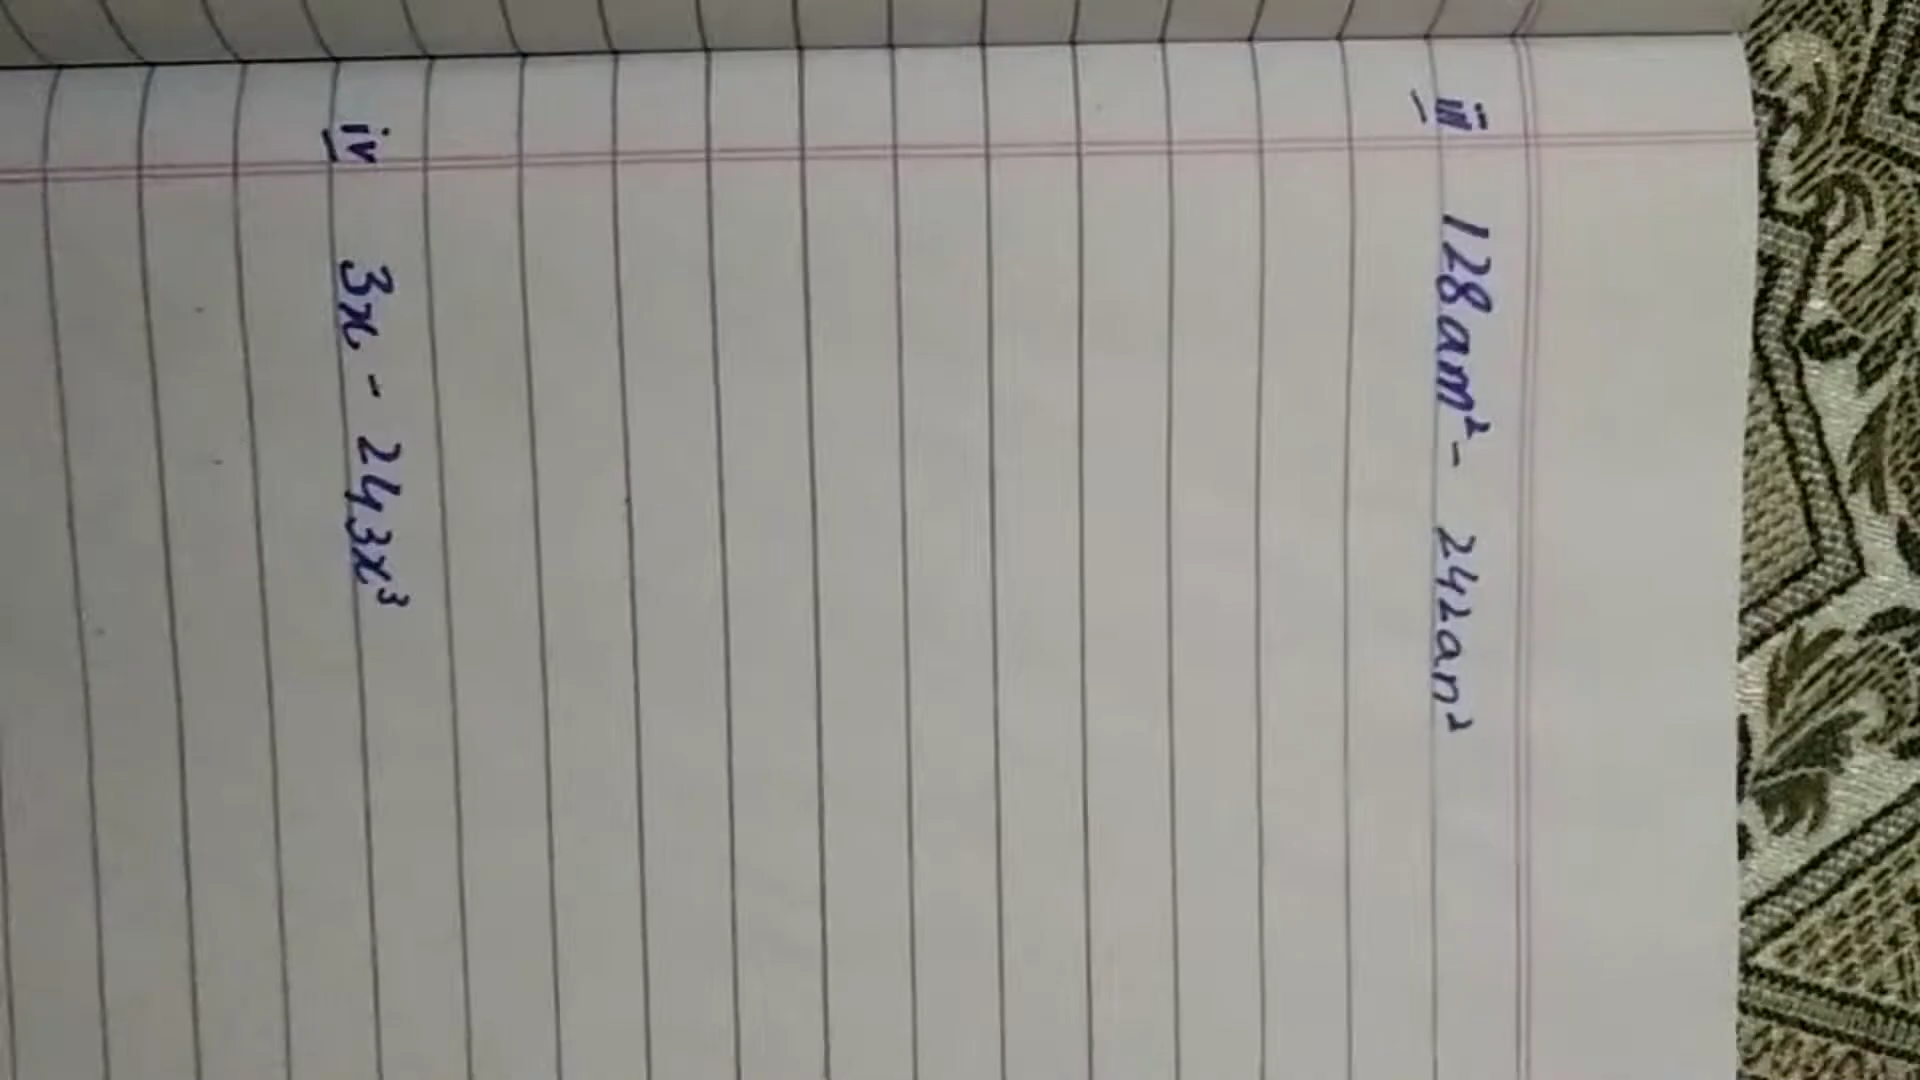 iii 128am² - 242an²
iv 3x - 243x³